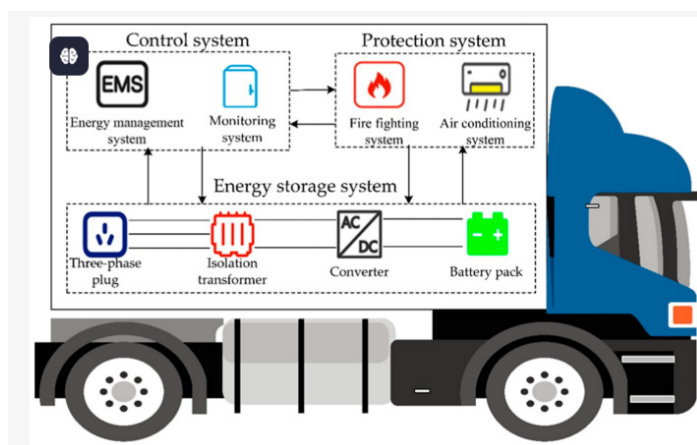 Control system
Protection system
EMS
Energy management
system
Monitoring
system
Fire fighting
system
Air conditioning
system
Energy storage system
AC
DC
Three-phase
plug
Isolation
transformer
Converter
Battery pack